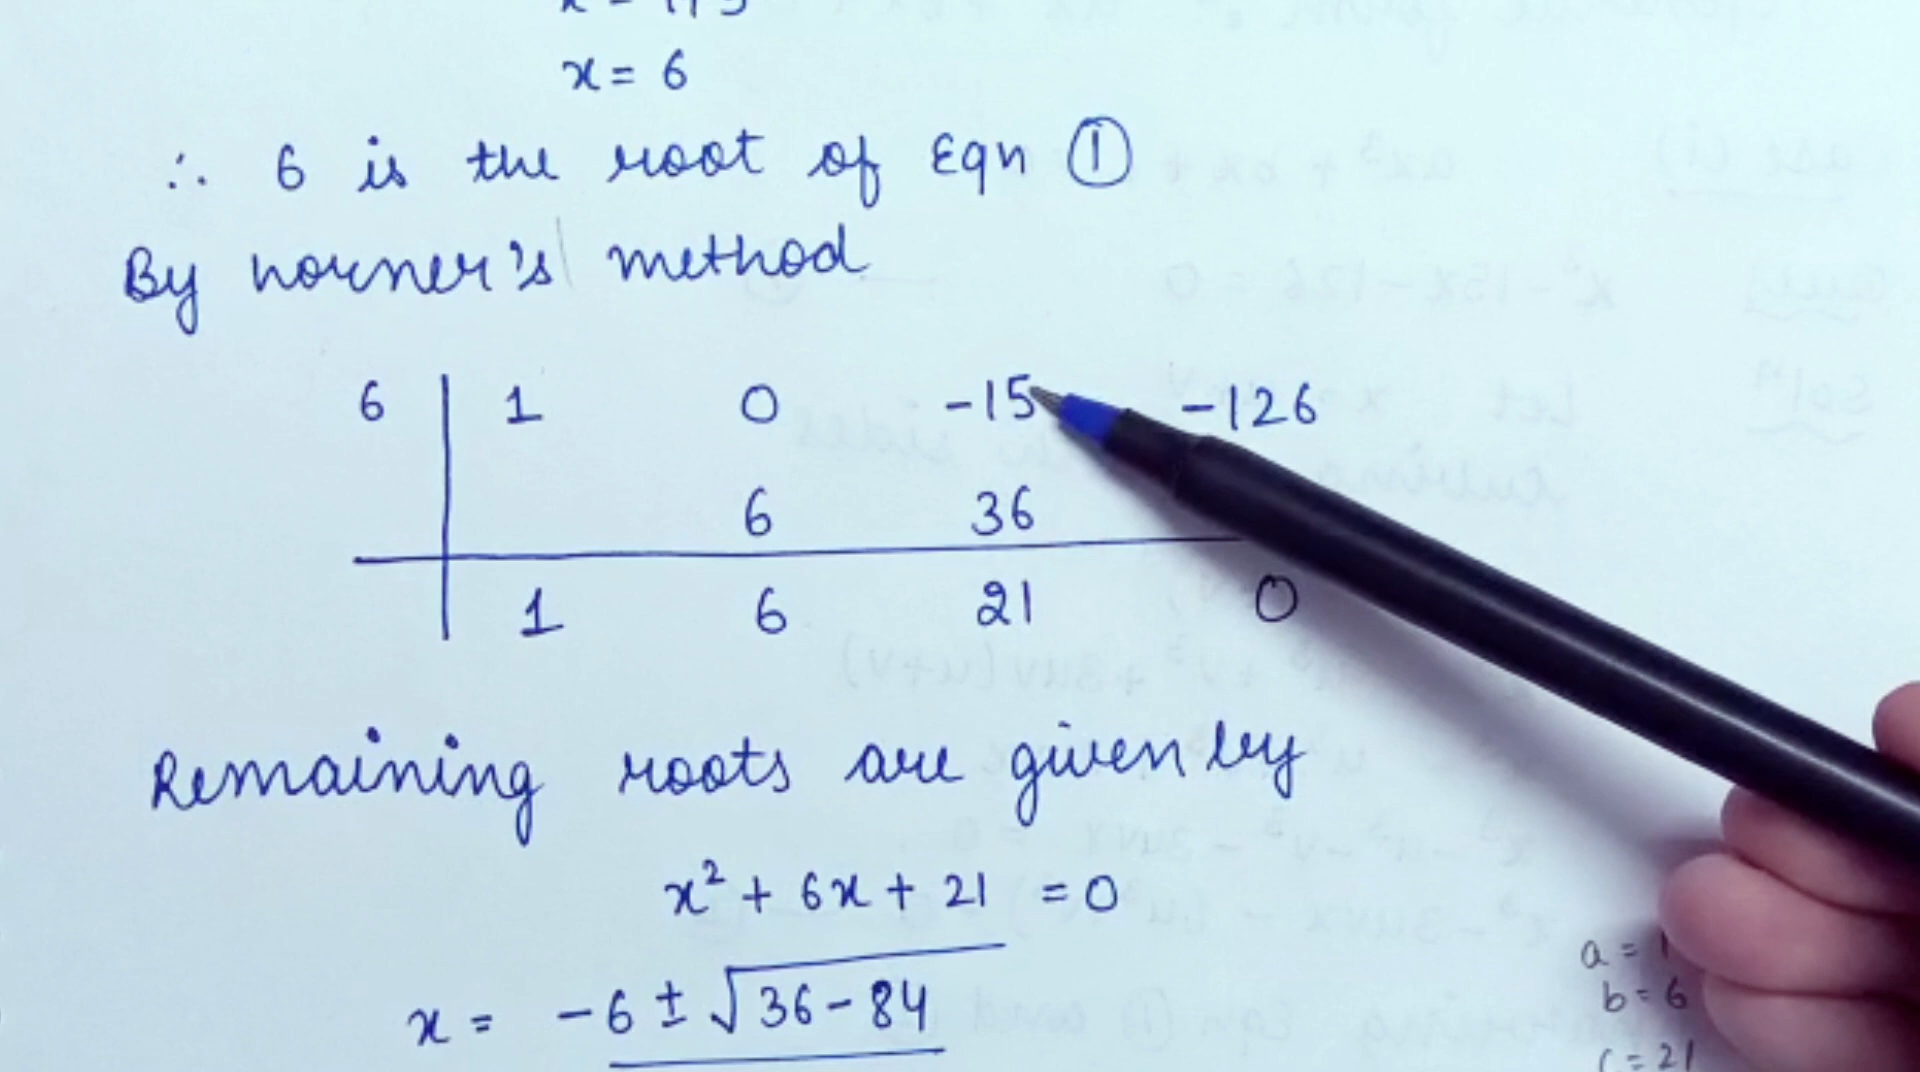 x = 6
∴ 6 is the root of Eqn ①
By horner's method
6 | 1 0 -15 -126
6 36
1 6 21 0
Remaining roots are given by
x² + 6x + 21 = 0
x = -6 ± √36 - 84
a = 1
b = 6
c = 21